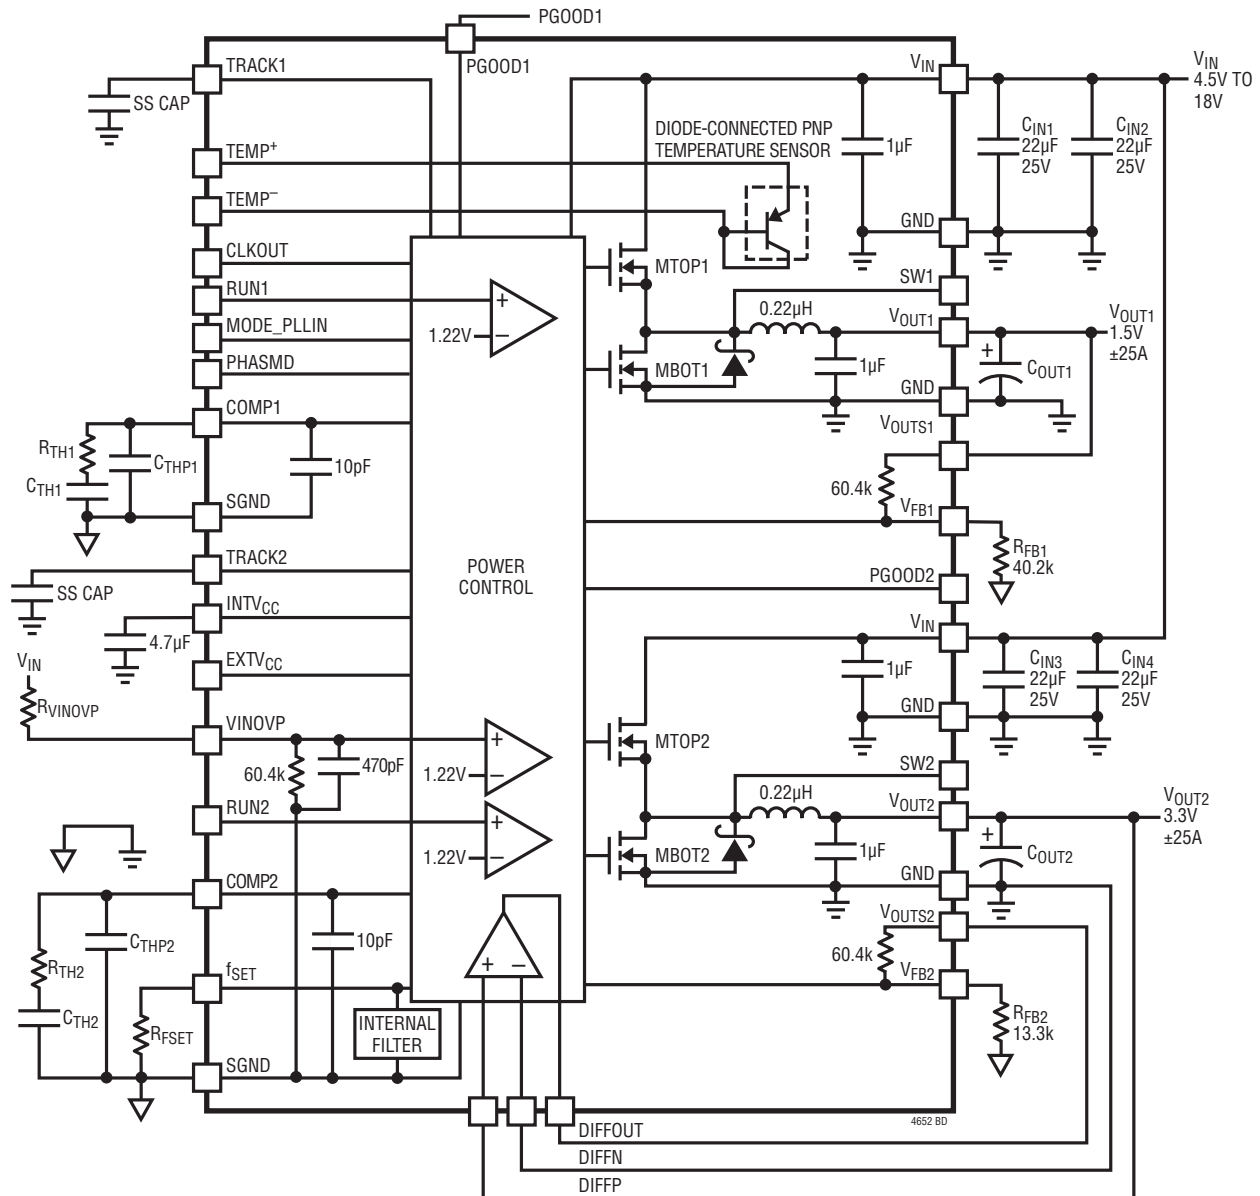 PGOOD1
TRACK1
PGOOD1
V_IN
V_IN
4.5V TO
18V
SS CAP
DIODE-CONNECTED PNP
TEMPERATURE SENSOR
1µF
C_IN1
22µF
25V
C_IN2
22µF
25V
TEMP+
TEMP–
GND
CLKOUT
MTOP1
RUN1
SW1
+
–
1.22V
0.22µH
V_OUT1
V_OUT1
1.5V
±25A
MODE_PLLIN
PHASMD
MBOT1
1µF
+
C_OUT1
GND
COMP1
V_OUTS1
R_TH1
C_THP1
10pF
C_TH1
60.4k
SGND
V_FB1
R_FB1
40.2k
TRACK2
POWER
CONTROL
PGOOD2
SS CAP
INTV_CC
4.7µF
V_IN
EXTV_CC
1µF
C_IN3
22µF
25V
C_IN4
22µF
25V
V_IN
R_VINOVP
GND
VINOVP
+
–
1.22V
MTOP2
60.4k
470pF
SW2
RUN2
+
–
1.22V
0.22µH
V_OUT2
V_OUT2
3.3V
±25A
MBOT2
1µF
+
C_OUT2
COMP2
GND
V_OUTS2
C_THP2
10pF
R_TH2
+
–
60.4k
f_SET
V_FB2
C_TH2
R_FSET
INTERNAL
FILTER
R_FB2
13.3k
SGND
4652 BD
DIFFOUT
DIFFN
DIFFP